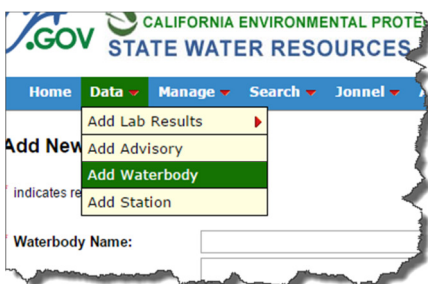 .GOV
CALIFORNIA ENVIRONMENTAL PROTE
STATE WATER RESOURCES
Home Data Manage Search Jonnel
Add Lab Results
Add Advisory
Add Waterbody
Add Station
Add New
* indicates re
* Waterbody Name: